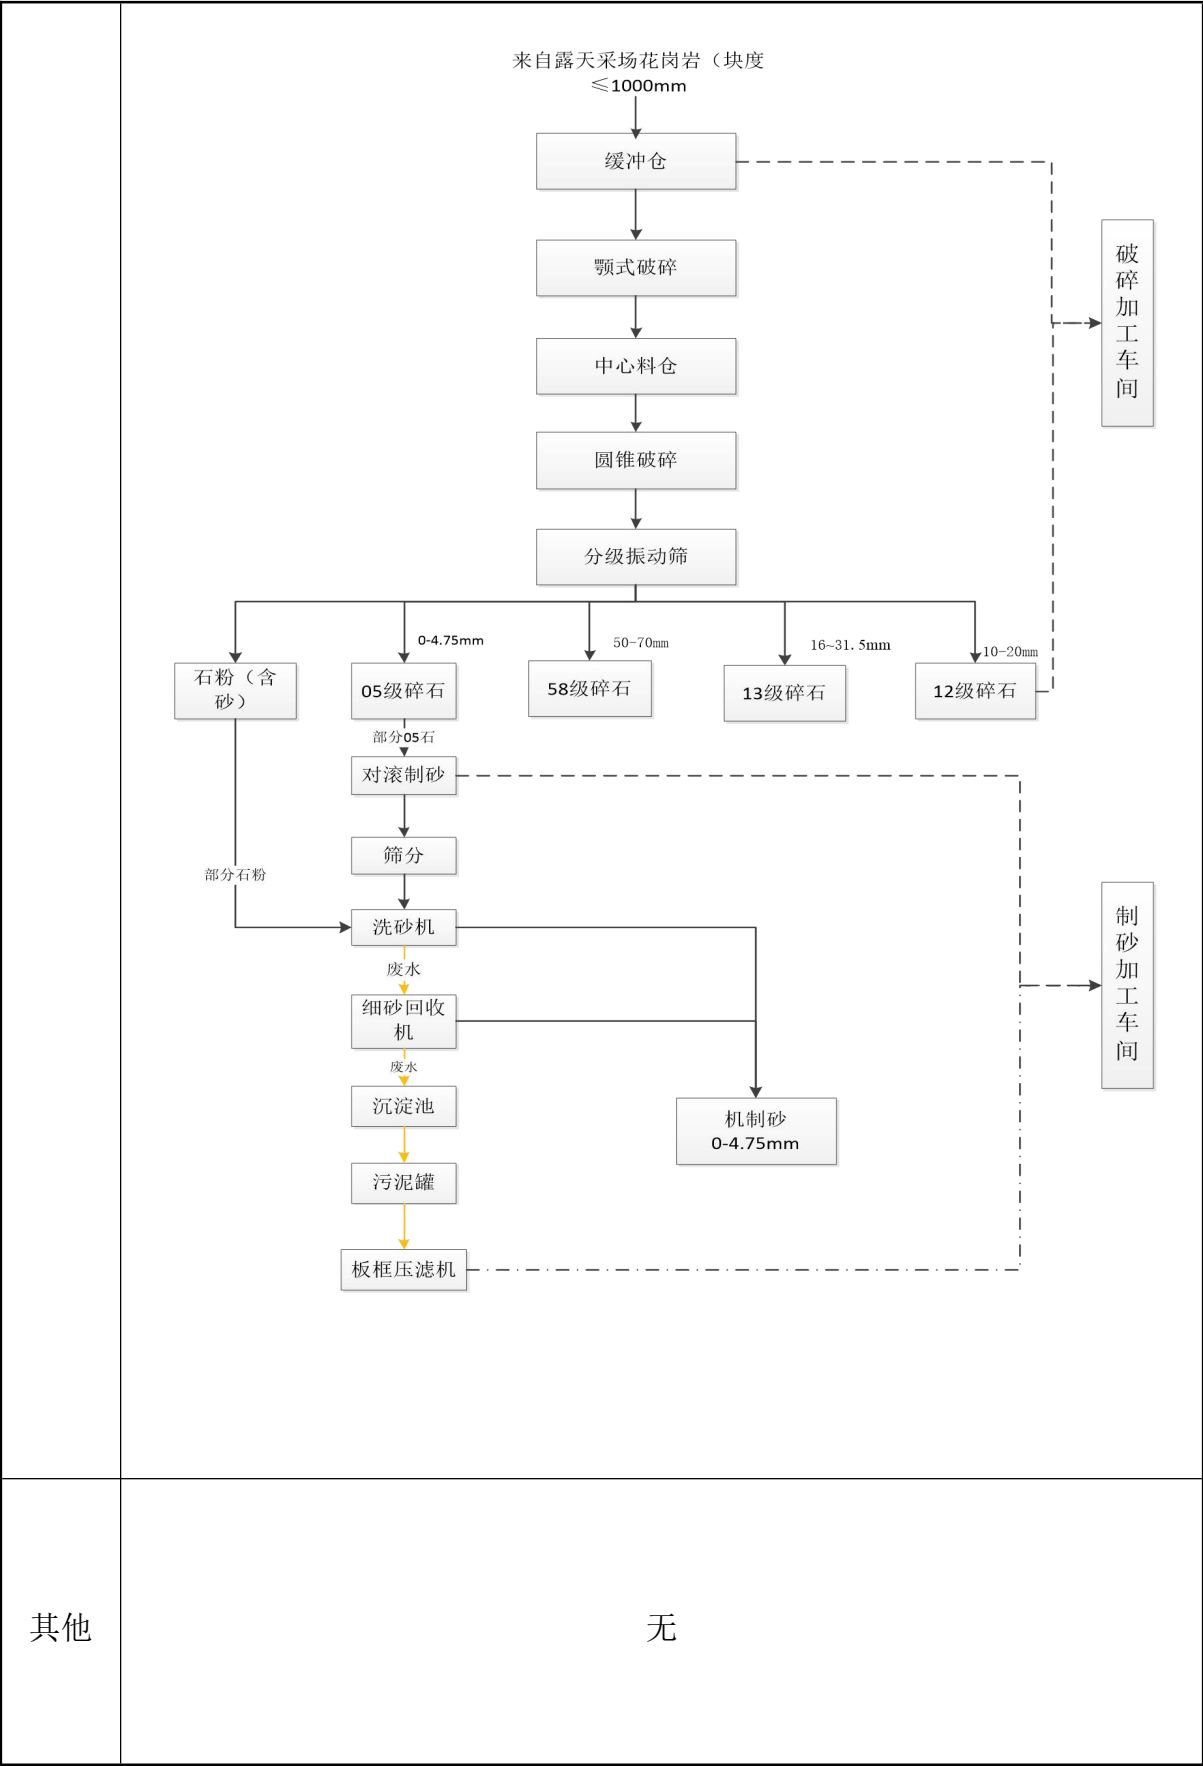 来自露天采场花岗岩（块度
≤1000mm
缓冲仓
颚式破碎
中心料仓
圆锥破碎
分级振动筛
破
碎
加
工
车
间
0-4.75mm
50-70mm
16~31.5mm
10-20mm
石粉（含
砂）
05级碎石
58级碎石
13级碎石
12级碎石
部分05石
对滚制砂
筛分
部分石粉
洗砂机
废水
细砂回收
机
废水
沉淀池
机制砂
0-4.75mm
污泥罐
板框压滤机
制
砂
加
工
车
间
其他
无